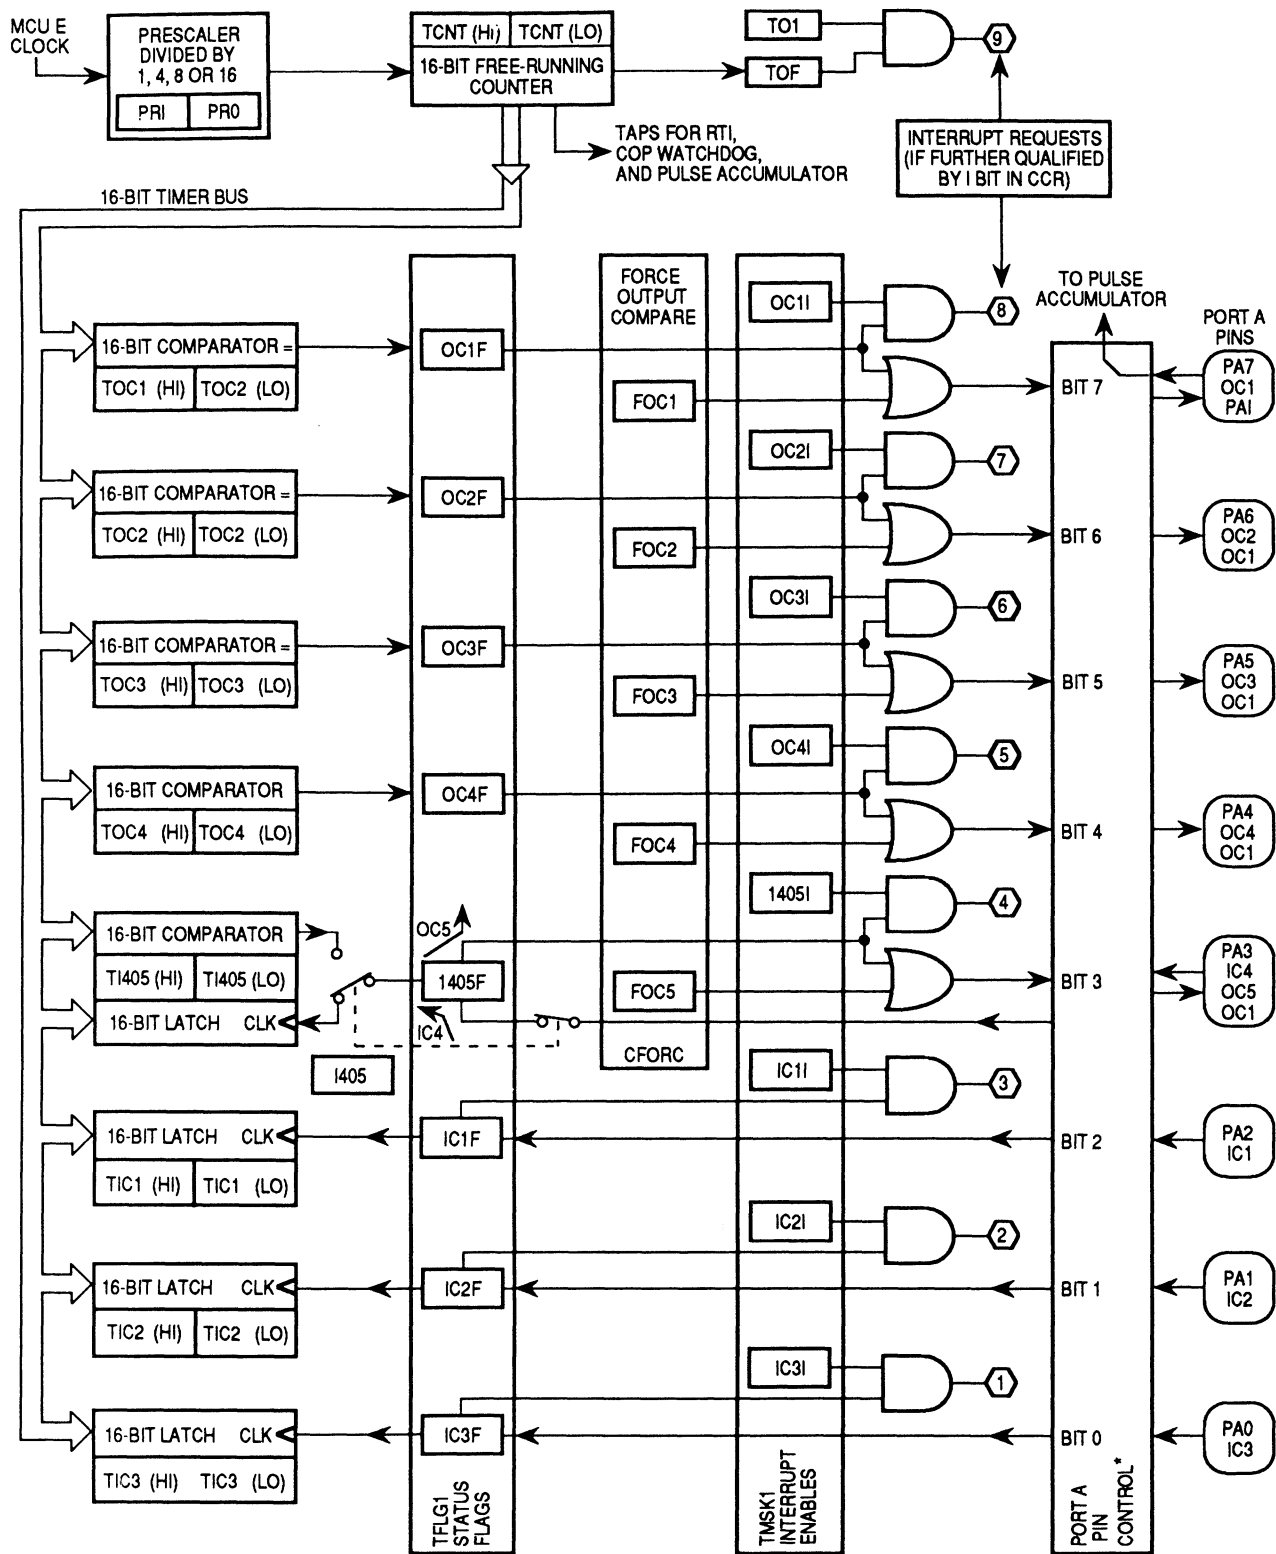 MCU E
CLOCK
PRESCALER
DIVIDED BY
1, 4, 8 OR 16
PRI
PR0
TCNT (Hi)
TCNT (LO)
16-BIT FREE-RUNNING
COUNTER
TO1
TOF
9
TAPS FOR RTI,
COP WATCHDOG,
AND PULSE ACCUMULATOR
INTERRUPT REQUESTS
(IF FURTHER QUALIFIED
BY I BIT IN CCR)
16-BIT TIMER BUS
FORCE
OUTPUT
COMPARE
TO PULSE
ACCUMULATOR
PORT A
PINS
OC1I
8
16-BIT COMPARATOR =
TOC1 (HI)
TOC2 (LO)
OC1F
FOC1
BIT 7
PA7
OC1
PAI
OC2I
7
16-BIT COMPARATOR =
TOC2 (HI)
TOC2 (LO)
OC2F
FOC2
BIT 6
PA6
OC2
OC1
OC3I
6
16-BIT COMPARATOR =
TOC3 (HI)
TOC3 (LO)
OC3F
FOC3
BIT 5
PA5
OC3
OC1
OC4I
5
16-BIT COMPARATOR
TOC4 (HI)
TOC4 (LO)
OC4F
FOC4
BIT 4
PA4
OC4
OC1
1405I
4
16-BIT COMPARATOR
TI405 (HI)
TI405 (LO)
16-BIT LATCH CLK
OC5
1405F
IC4
I405
FOC5
CFORC
BIT 3
PA3
IC4
OC5
OC1
IC1I
3
16-BIT LATCH CLK
TIC1 (HI)
TIC1 (LO)
IC1F
BIT 2
PA2
IC1
IC2I
2
16-BIT LATCH CLK
TIC2 (HI)
TIC2 (LO)
IC2F
BIT 1
PA1
IC2
IC3I
1
16-BIT LATCH CLK
TIC3 (HI) TIC3 (LO)
IC3F
BIT 0
PA0
IC3
TFLG1
STATUS
FLAGS
TMSK1
INTERRUPT
ENABLES
PORT A
PIN
CONTROL*